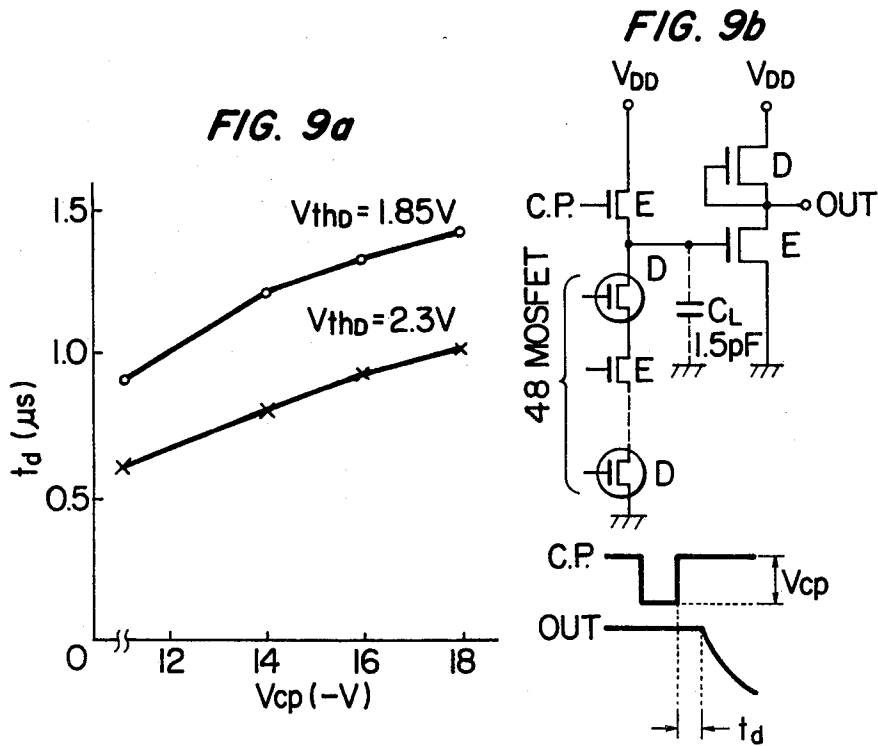 FIG. 9a
1.5
1.0
0.5
0
12
14
16
18
td (μs)
Vcp (-V)
VthD = 1.85V
VthD = 2.3V
FIG. 9b
VDD
VDD
D
C.P.
E
OUT
E
D
CL
1.5pF
48 MOSFET
E
D
C.P.
Vcp
OUT
td